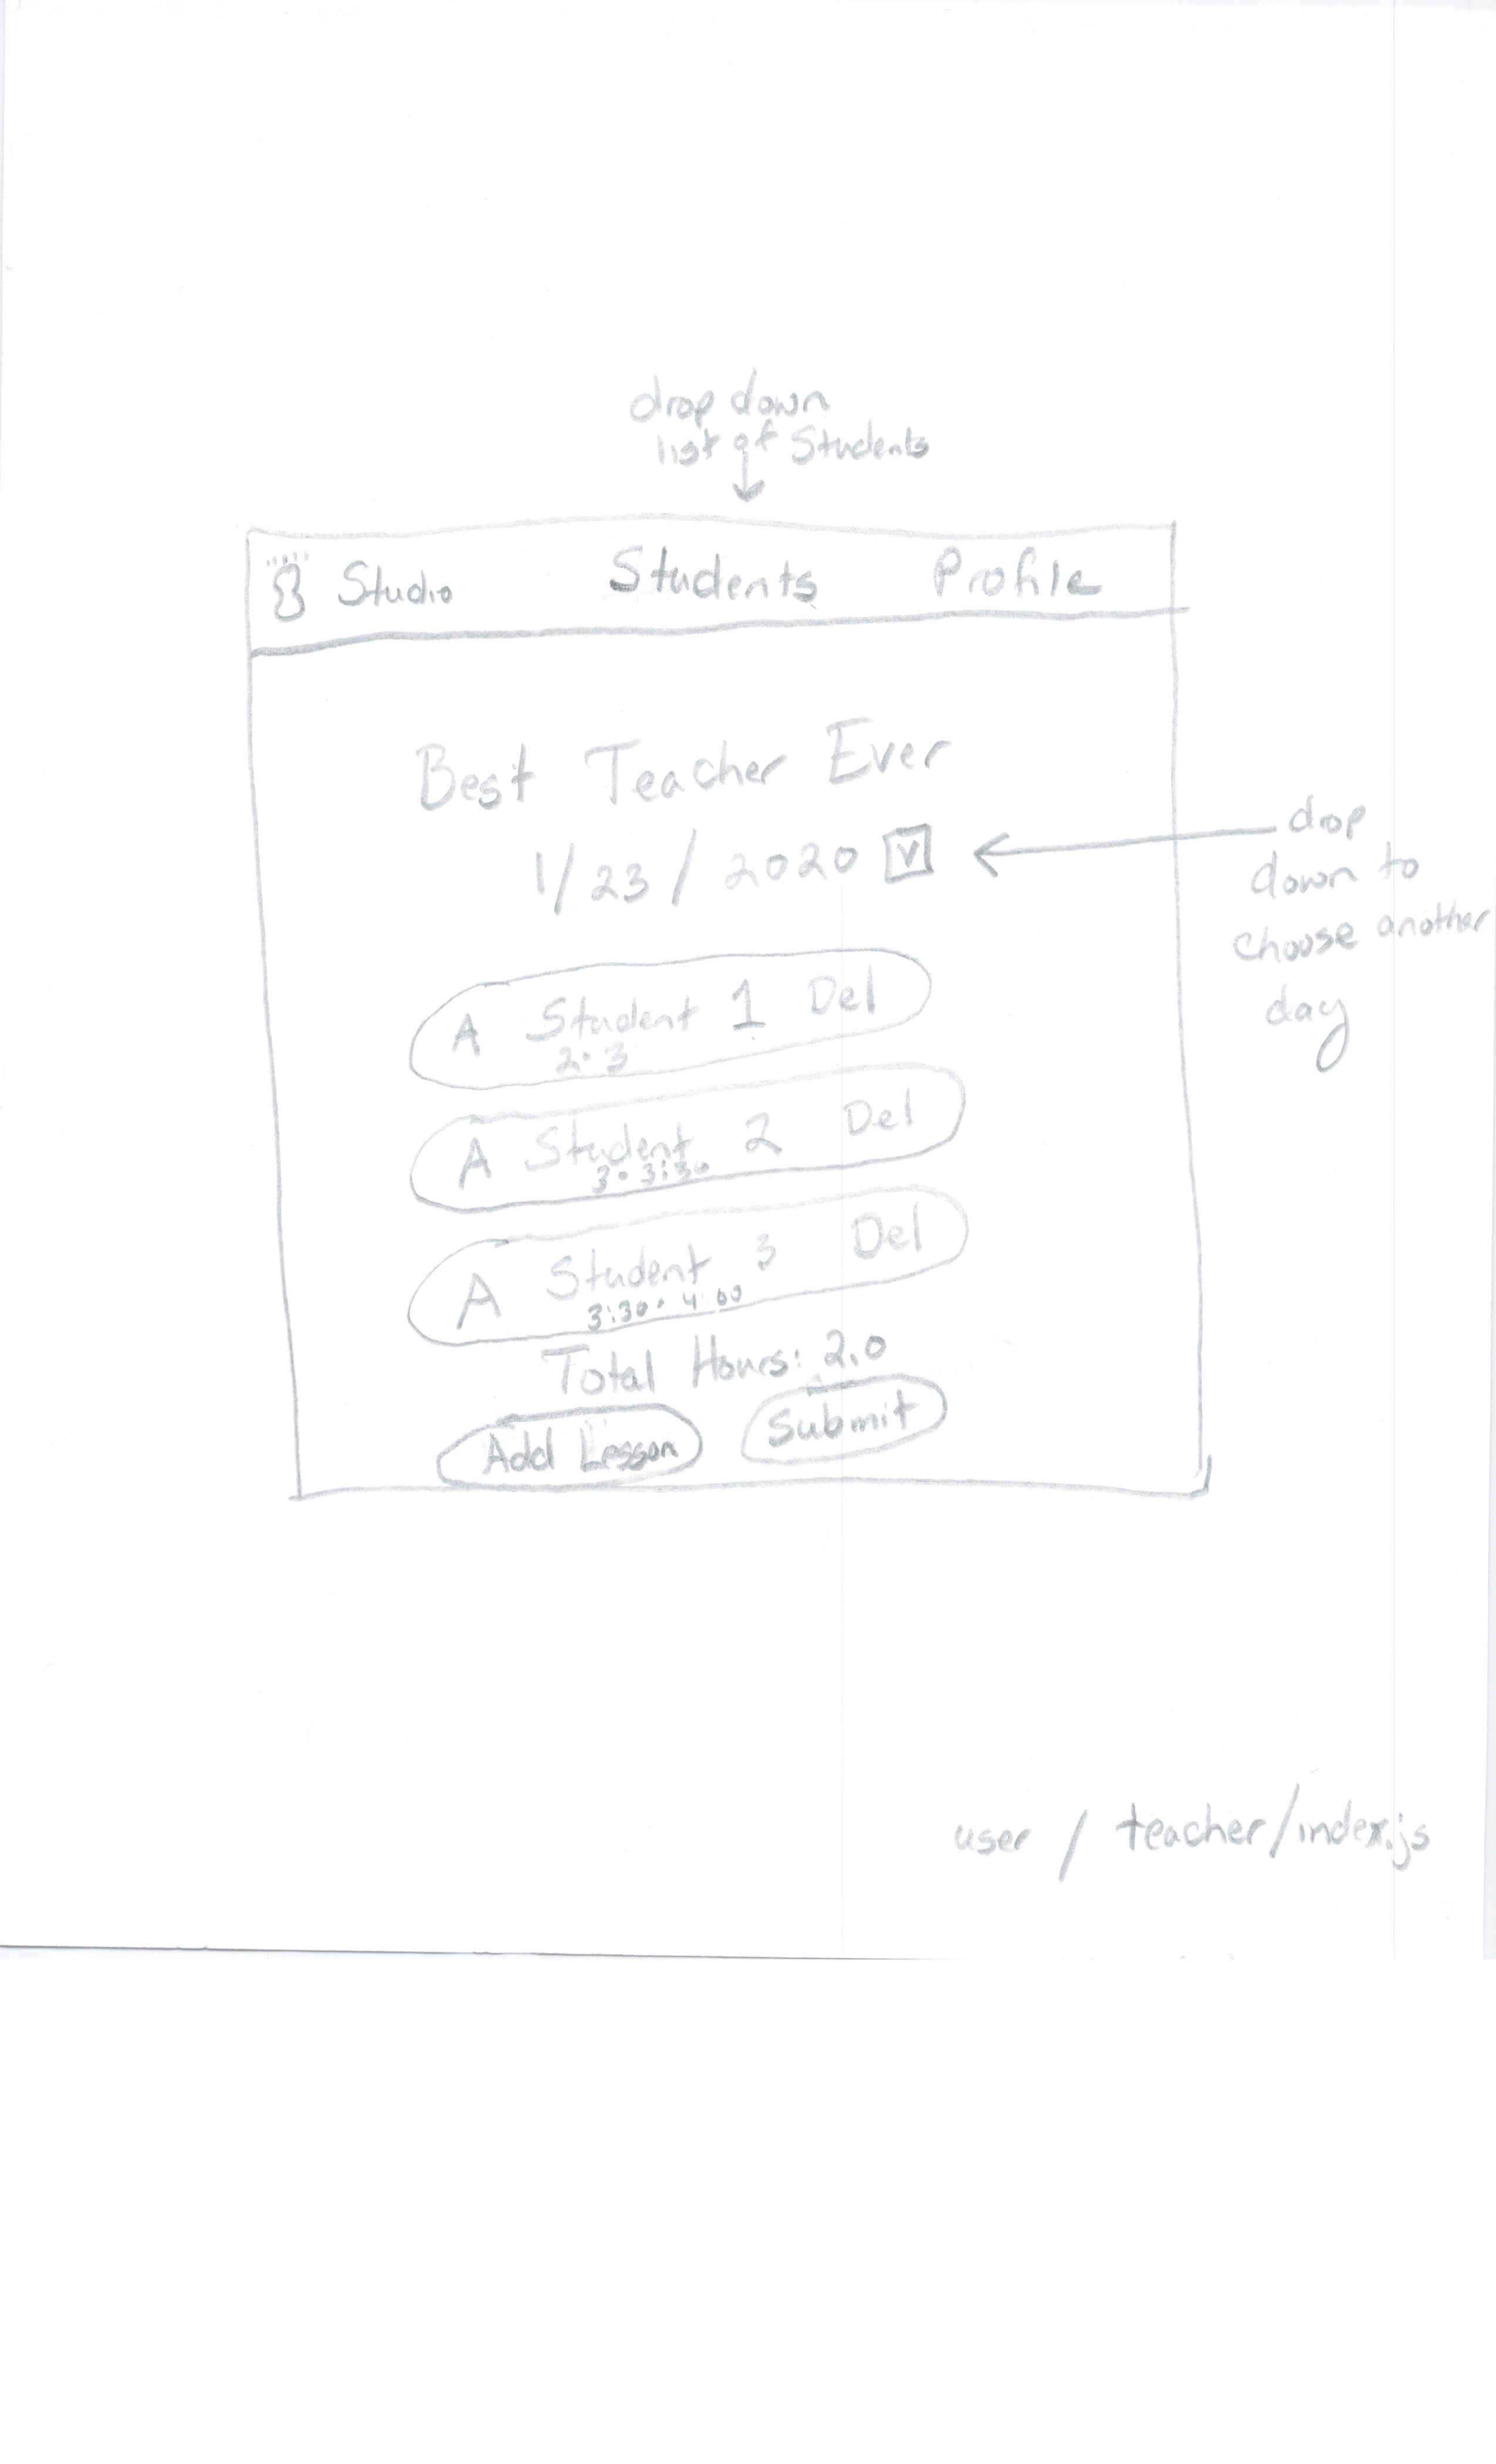 drop down
list of Students
Studio Students Profile
Best Teacher Ever
1/23/2020 V
drop
down to
choose another
day
A Student 1 Del
2-3
A Student 2 Del
3-3:30
A Student 3 Del
3:30-4:00
Total Hours: 2.0
Add Lesson Submit
user / teacher/index.js